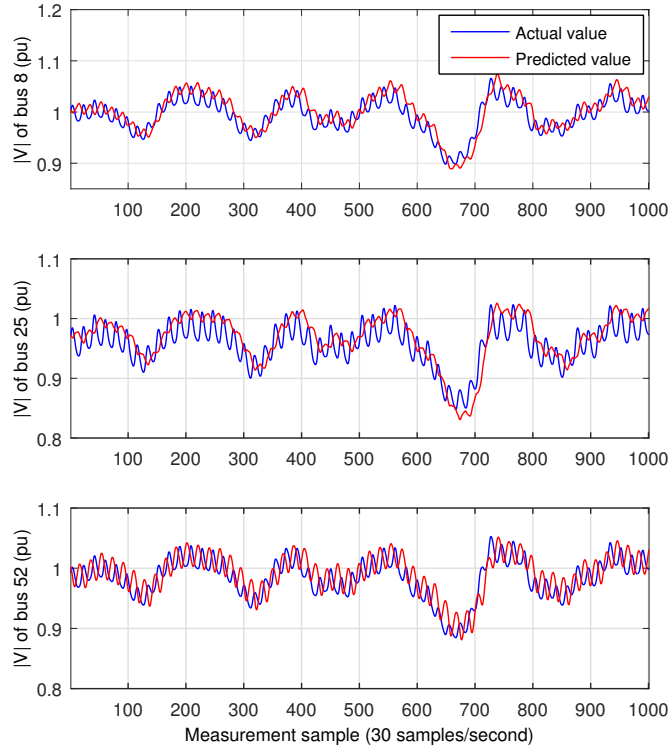 1.2
1.1
1
0.9
|V| of bus 8 (pu)
Actual value
Predicted value
100 200 300 400 500 600 700 800 900 1000
1.1
1
0.9
0.8
|V| of bus 25 (pu)
100 200 300 400 500 600 700 800 900 1000
1.1
1
0.9
0.8
|V| of bus 52 (pu)
100 200 300 400 500 600 700 800 900 1000
Measurement sample (30 samples/second)